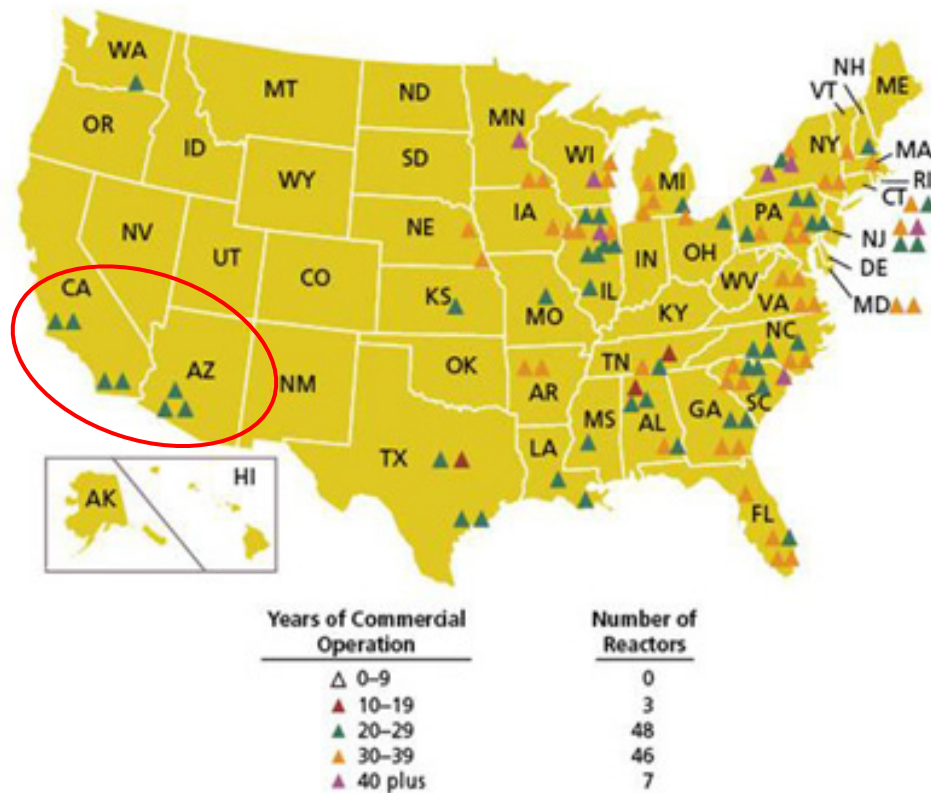 WA
MT
ND
MN
VT
NH
ME
OR
ID
SD
WI
MI
NY
MA
RI
CT
WY
NE
IA
PA
NJ
NV
UT
CO
KS
MO
IL
IN
OH
WV
VA
DE
MD
CA
AZ
NM
OK
AR
KY
TN
NC
SC
TX
LA
MS
AL
GA
FL
AK
HI
Years of Commercial Operation
Number of Reactors
0–9 0
10–19 3
20–29 48
30–39 46
40 plus 7